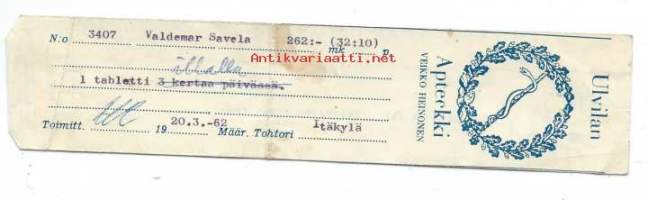 N:o 3407 Valdemar Savela 262:- (32:10)
mk p
Antikvariaatti.net
illalla
1 tabletti 3 kertaa päivässä.
Toimitt. 19 20.3.-62 Määr. Tohtori Itäkylä
Ulvilan
Apteekki
VEIKKO HEINONEN